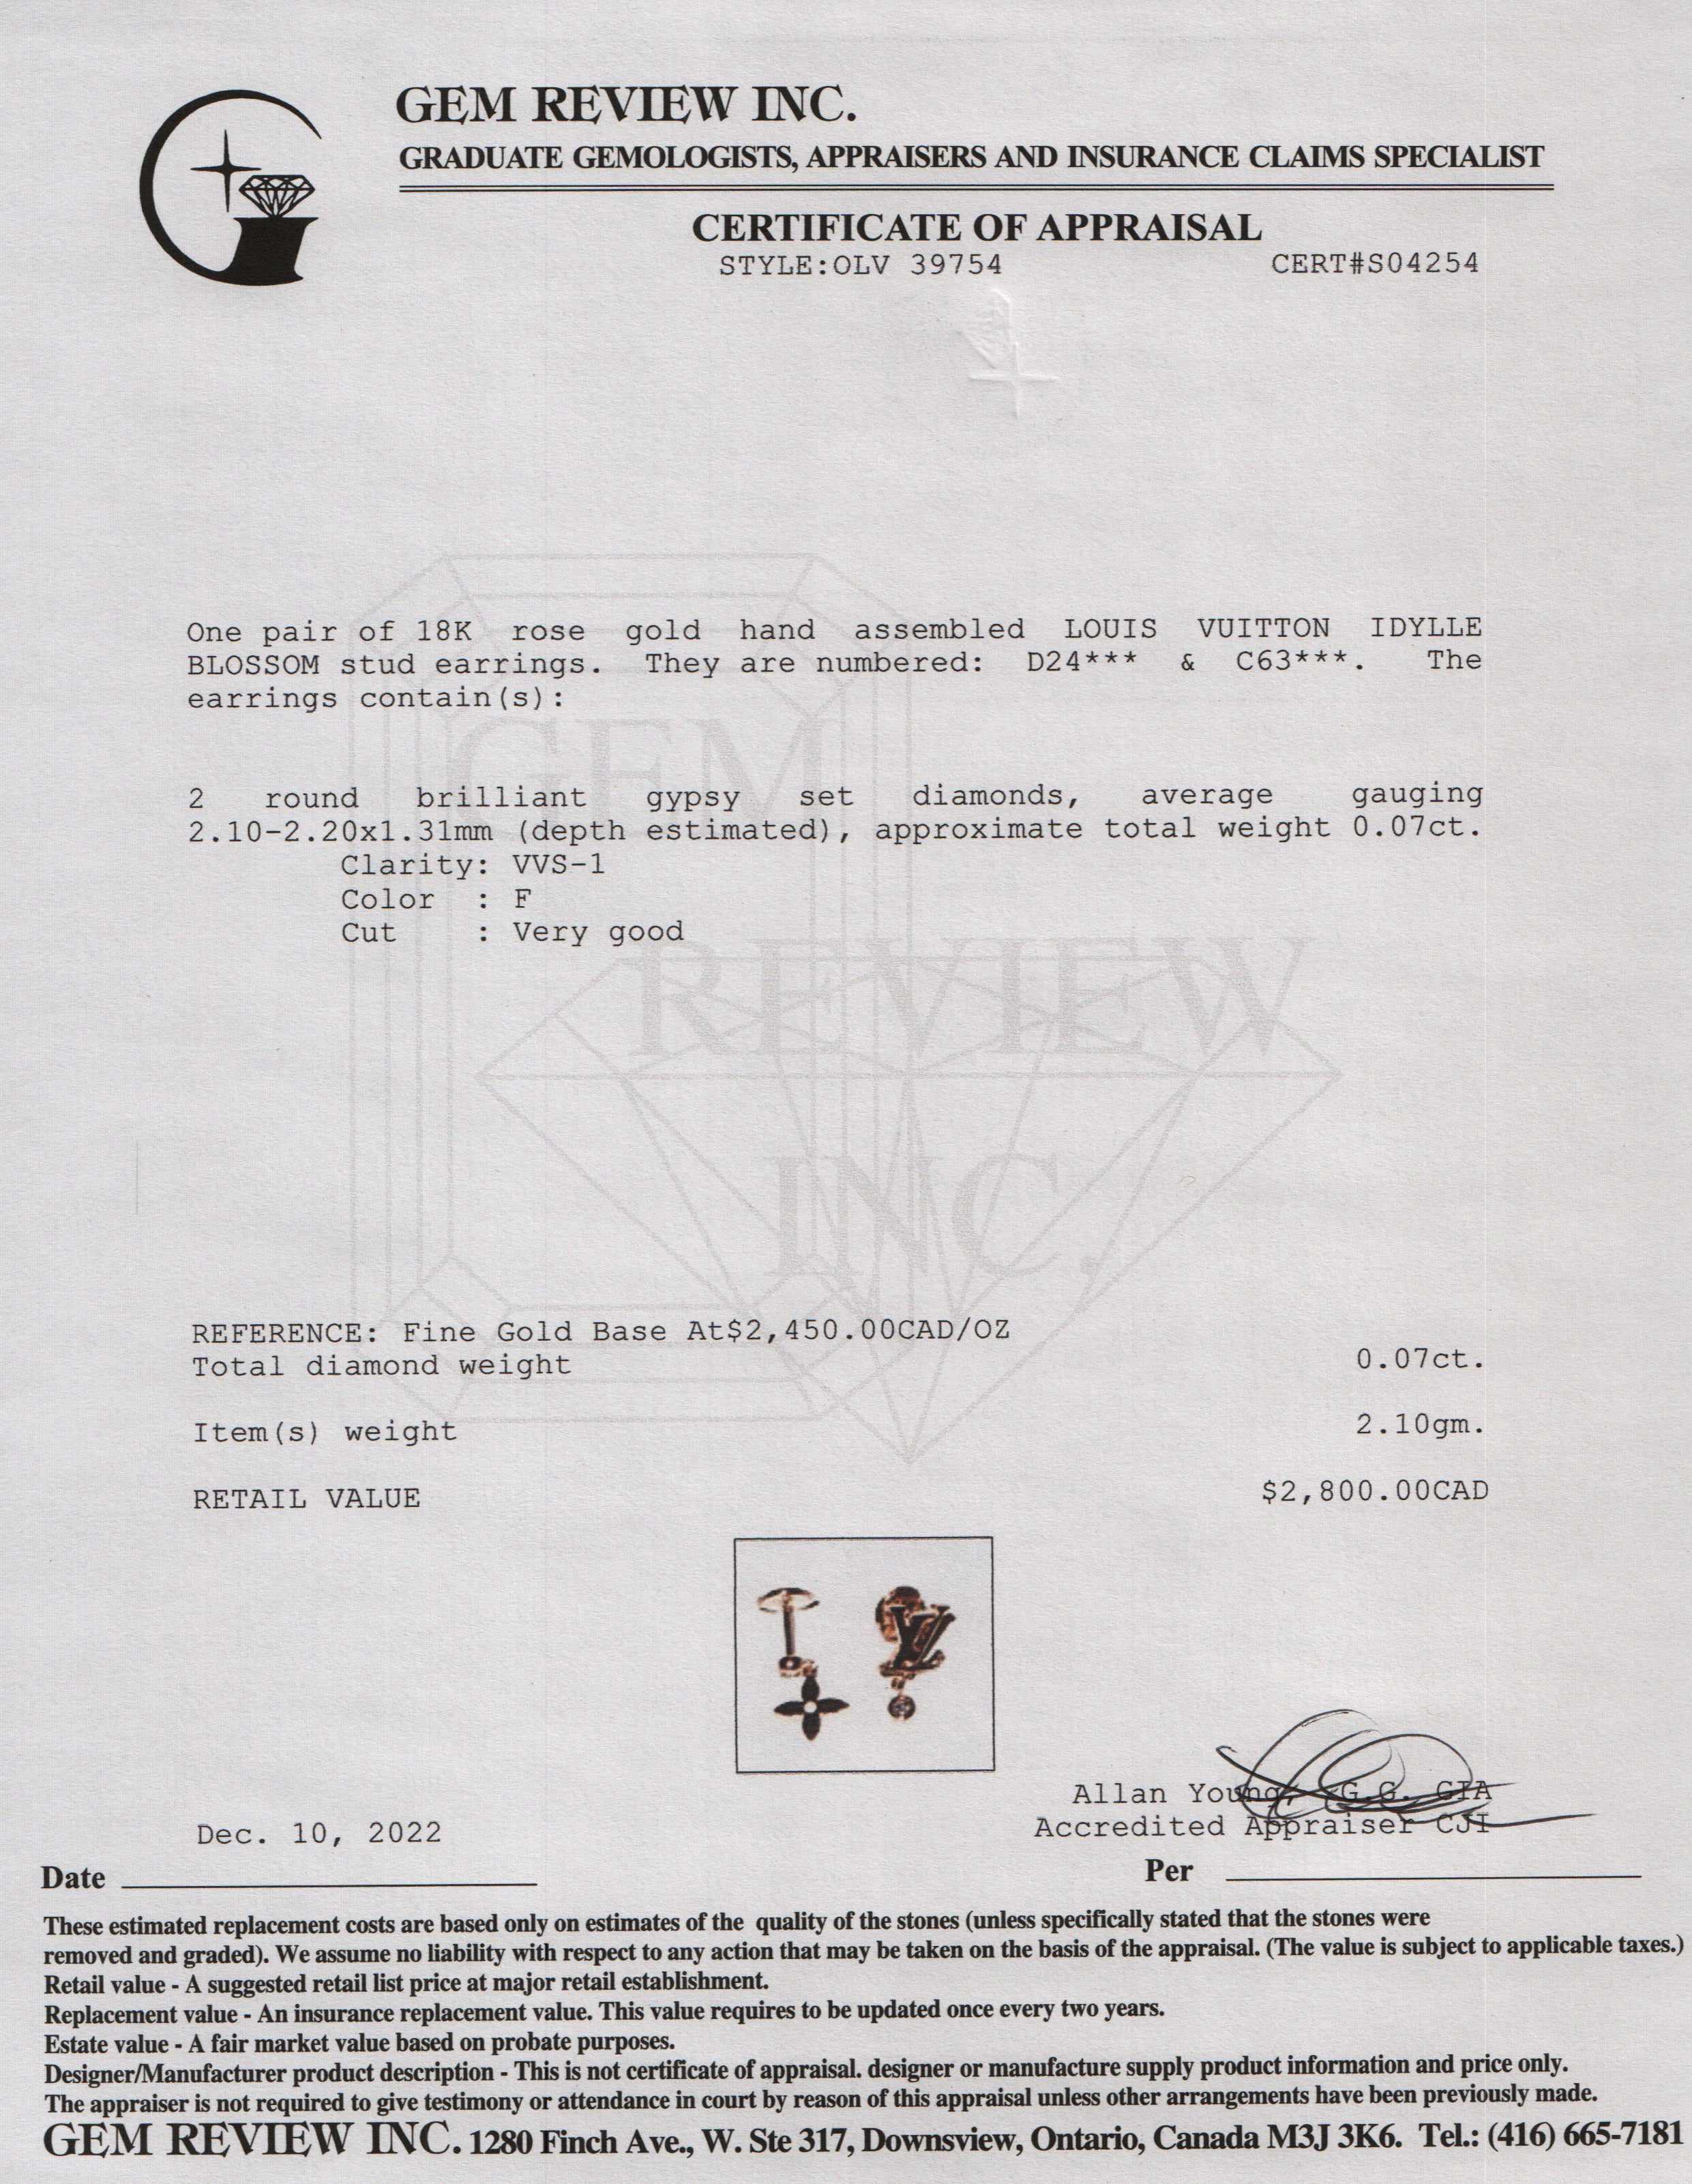 GEM REVIEW INC.
GRADUATE GEMOLOGISTS, APPRAISERS AND INSURANCE CLAIMS SPECIALIST
CERTIFICATE OF APPRAISAL
STYLE:OLV 39754 CERT#S04254
One pair of 18K rose gold hand assembled LOUIS VUITTON IDYLLE
BLOSSOM stud earrings. They are numbered: D24*** & C63***. The
earrings contain(s):
2 round brilliant gypsy set diamonds, average gauging
2.10-2.20x1.31mm (depth estimated), approximate total weight 0.07ct.
Clarity: VVS-1
Color : F
Cut : Very good
GEM
REVIEW
INC.
REFERENCE: Fine Gold Base At$2,450.00CAD/OZ
Total diamond weight 0.07ct.
Item(s) weight 2.10gm.
RETAIL VALUE $2,800.00CAD
LV
Allan Young, G.G. GIA
Accredited Appraiser CJI
Dec. 10, 2022
Date
Per
These estimated replacement costs are based only on estimates of the quality of the stones (unless specifically stated that the stones were
removed and graded). We assume no liability with respect to any action that may be taken on the basis of the appraisal. (The value is subject to applicable taxes.)
Retail value - A suggested retail list price at major retail establishment.
Replacement value - An insurance replacement value. This value requires to be updated once every two years.
Estate value - A fair market value based on probate purposes.
Designer/Manufacturer product description - This is not certificate of appraisal. designer or manufacture supply product information and price only.
The appraiser is not required to give testimony or attendance in court by reason of this appraisal unless other arrangements have been previously made.
GEM REVIEW INC. 1280 Finch Ave., W. Ste 317, Downsview, Ontario, Canada M3J 3K6. Tel.: (416) 665-7181